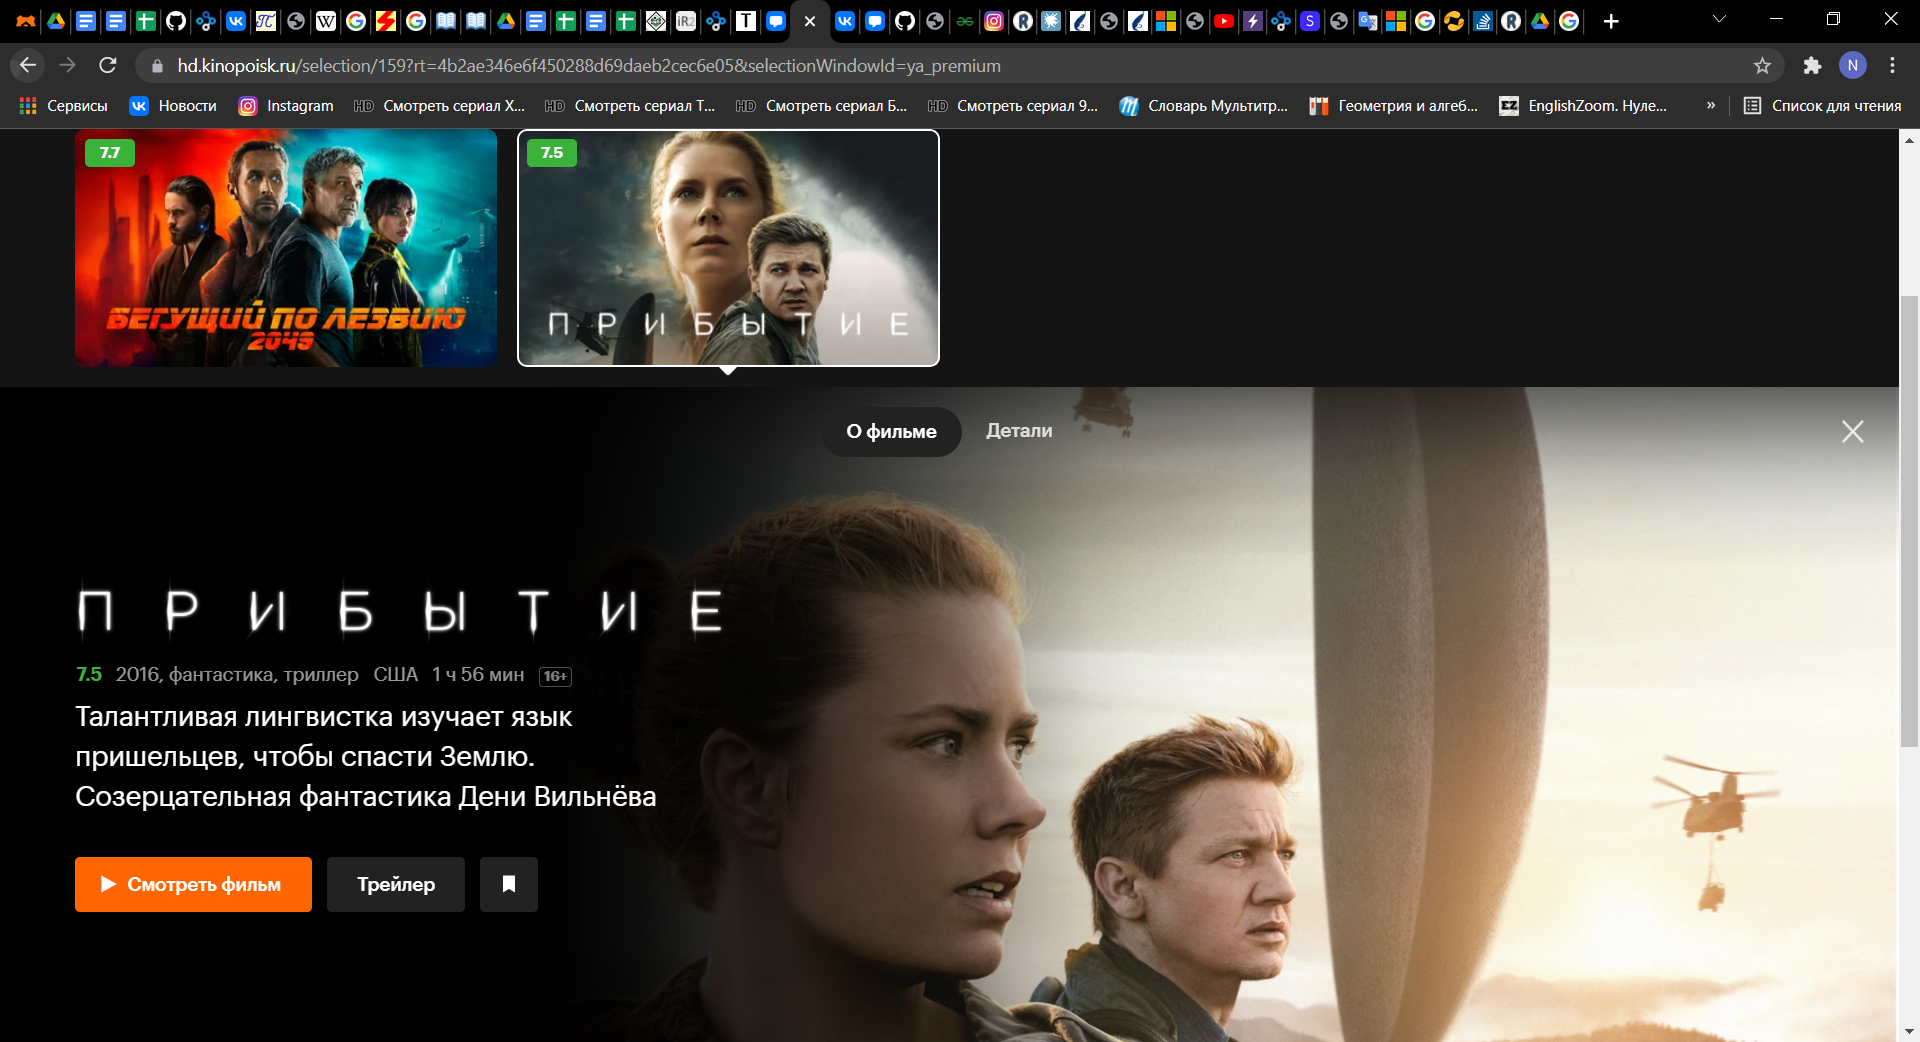 hd.kinopoisk.ru/selection/159?rt=4b2ae346e6f450288d69daeb2cec6e05&selectionWindowId=ya_premium
N
Сервисы Новости Instagram Смотреть сериал Х... Смотреть сериал Т... Смотреть сериал Б... Смотреть сериал 9... Словарь Мультитр... Геометрия и алгеб... EnglishZoom. Нуле... » Список для чтения
7.7
БЕГУЩИЙ ПО ЛЕЗВИЮ
2049
7.5
ПРИБЫТИЕ
О фильме Детали
ПРИБЫТИЕ
7.5 2016, фантастика, триллер США 1 ч 56 мин 16+
Талантливая лингвистка изучает язык
пришельцев, чтобы спасти Землю.
Созерцательная фантастика Дени Вильнёва
Смотреть фильм Трейлер